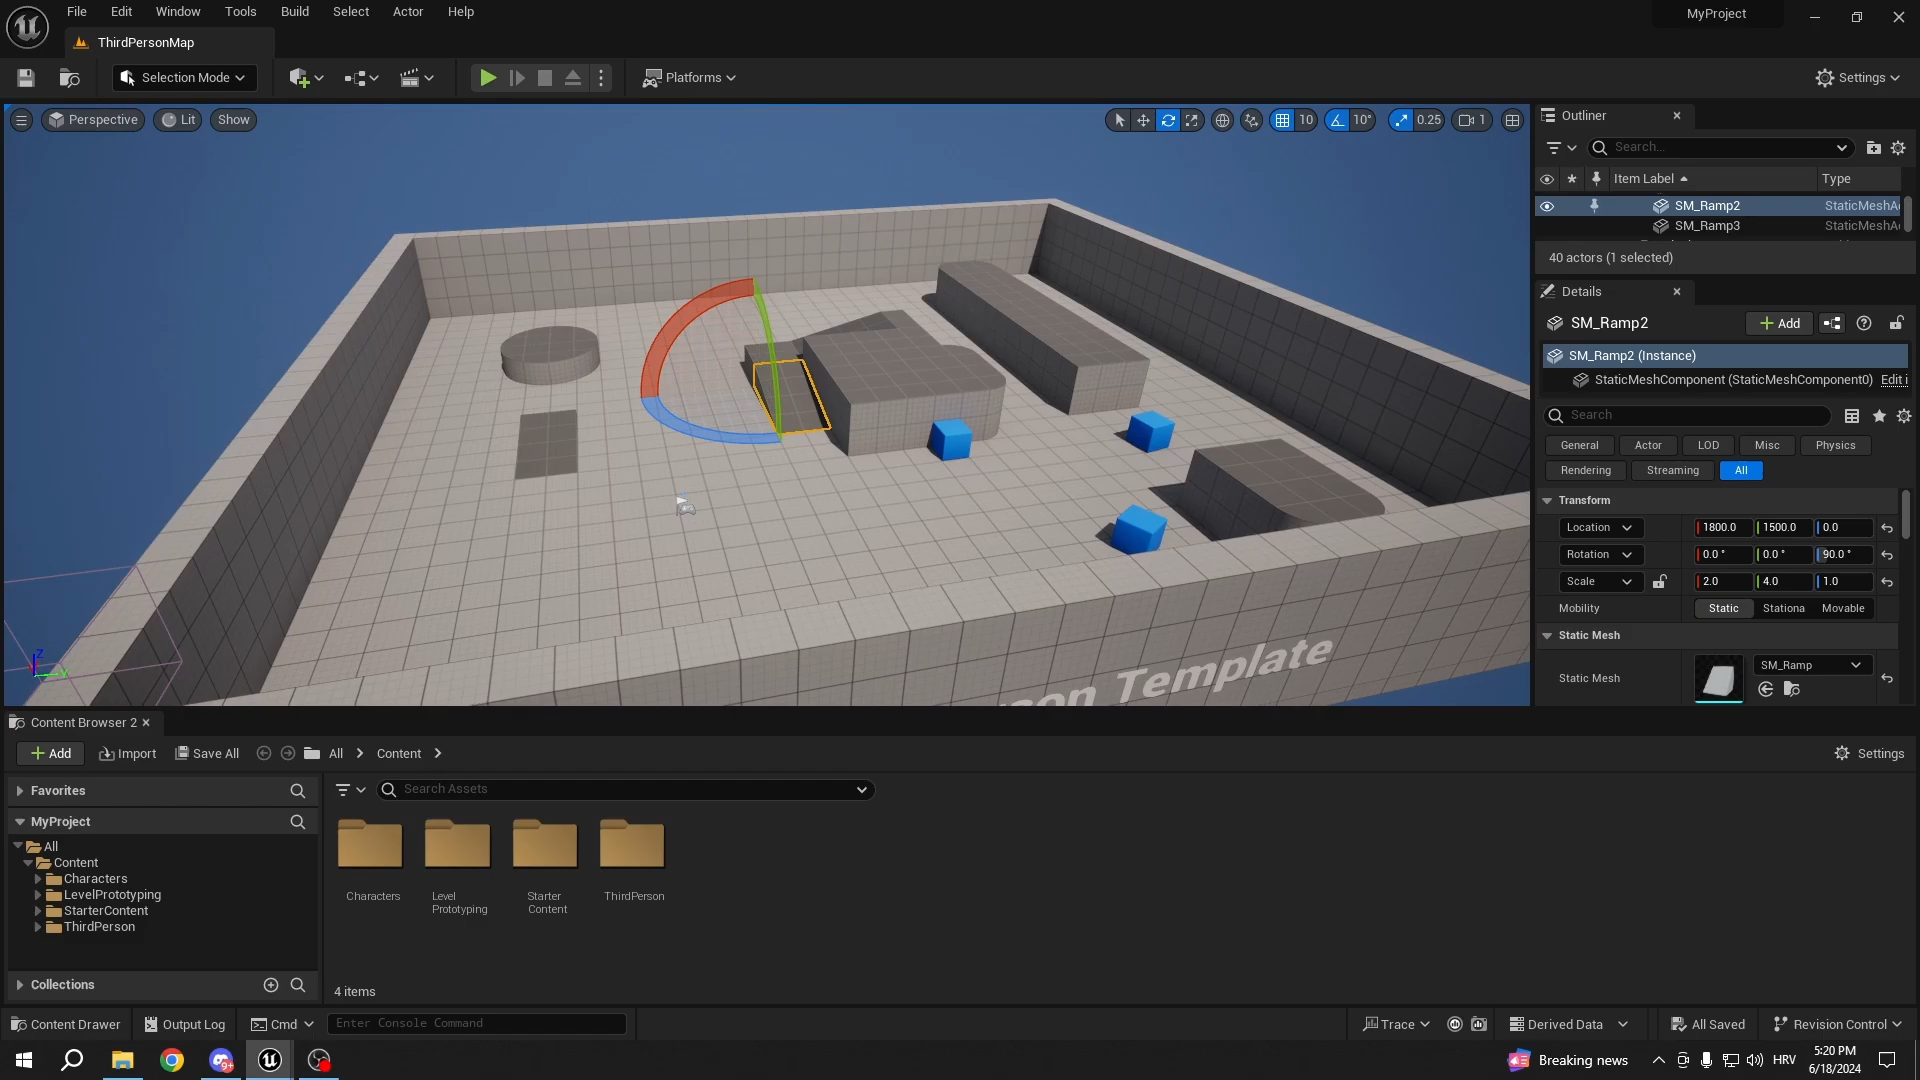 File Edit Window Tools Build Select Actor Help
MyProject
ThirdPersonMap
Selection Mode
Platforms
Settings
Perspective Lit Show
10 10° 0.25 1
son Template
Z
Y
Outliner
Search...
Item Label Type
SM_Ramp2 StaticMeshA
SM_Ramp3 StaticMeshA
40 actors (1 selected)
Details
SM_Ramp2 Add
SM_Ramp2 (Instance)
StaticMeshComponent (StaticMeshComponent0) Edit i
Search
General Actor LOD Misc Physics
Rendering Streaming All
Transform
Location 1800.0 1500.0 0.0
Rotation 0.0 ° 0.0 ° 90.0 °
Scale 2.0 4.0 1.0
Mobility Static Stationa Movable
Static Mesh
Static Mesh SM_Ramp
Content Browser 2
Add Import Save All All Content Settings
Favorites
MyProject
All
Content
Characters
LevelPrototyping
StarterContent
ThirdPerson
Collections
Search Assets
Characters
Level
Prototyping
Starter
Content
ThirdPerson
4 items
Content Drawer Output Log Cmd Enter Console Command Trace Derived Data All Saved Revision Control
9+
Breaking news HRV
5:20 PM
6/18/2024